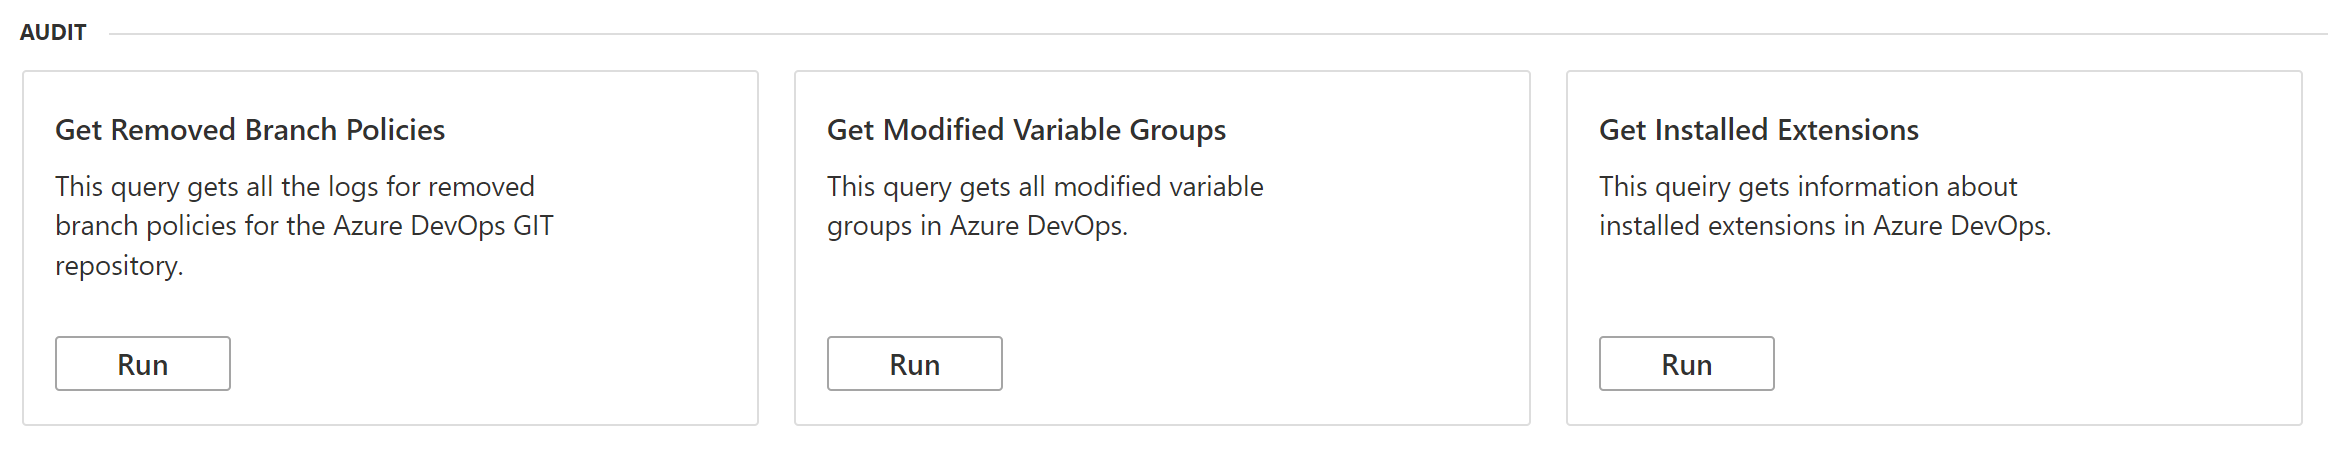 AUDIT
Get Removed Branch Policies
This query gets all the logs for removed
branch policies for the Azure DevOps GIT
repository.
Run
Get Modified Variable Groups
This query gets all modified variable
groups in Azure DevOps.
Run
Get Installed Extensions
This queiry gets information about
installed extensions in Azure DevOps.
Run